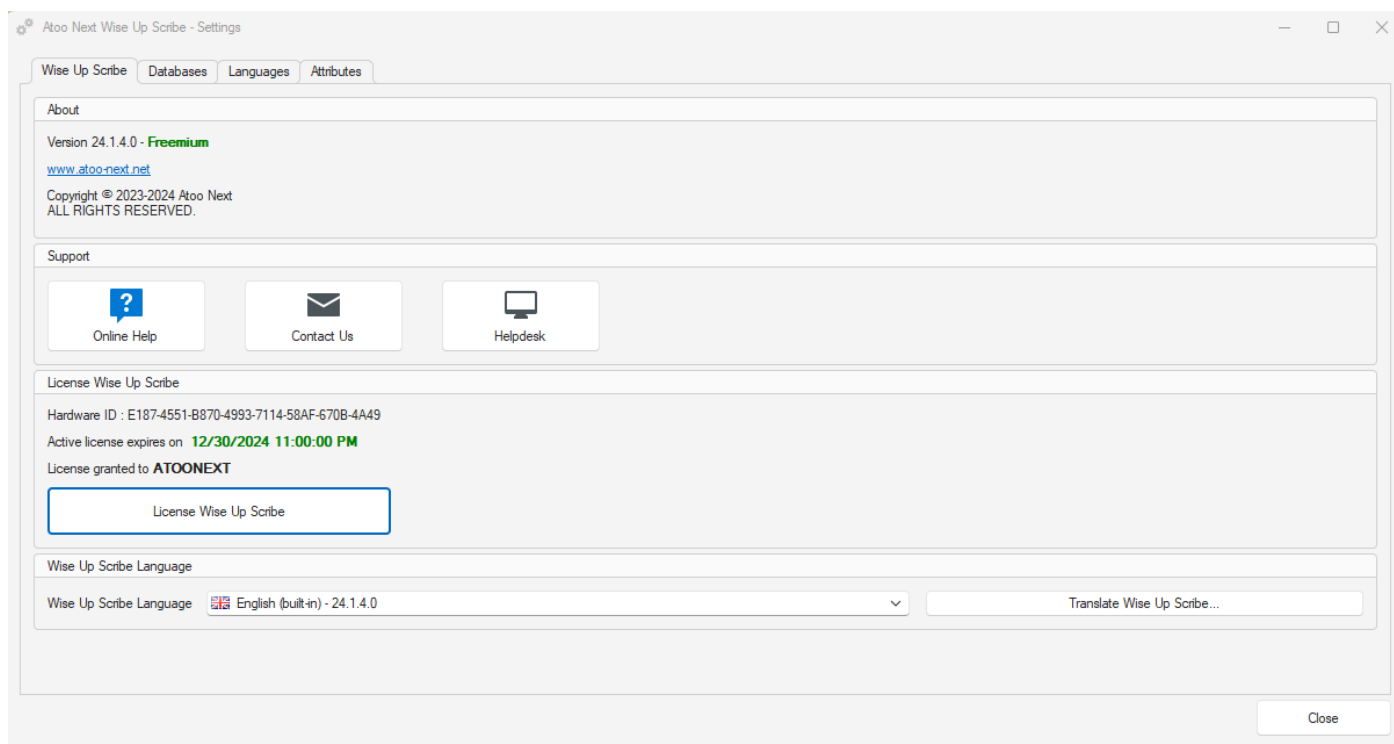 Atoo Next Wise Up Scribe - Settings
Wise Up Scribe Databases Languages Attributes
About
Version 24.1.4.0 - Freemium
www.atoo-next.net
Copyright © 2023-2024 Atoo Next
ALL RIGHTS RESERVED.
Support
?
Online Help Contact Us Helpdesk
License Wise Up Scribe
Hardware ID : E187-4551-B870-4993-7114-58AF-670B-4A49
Active license expires on 12/30/2024 11:00:00 PM
License granted to ATOONEXT
License Wise Up Scribe
Wise Up Scribe Language
Wise Up Scribe Language English (built-in) - 24.1.4.0 Translate Wise Up Scribe...
Close